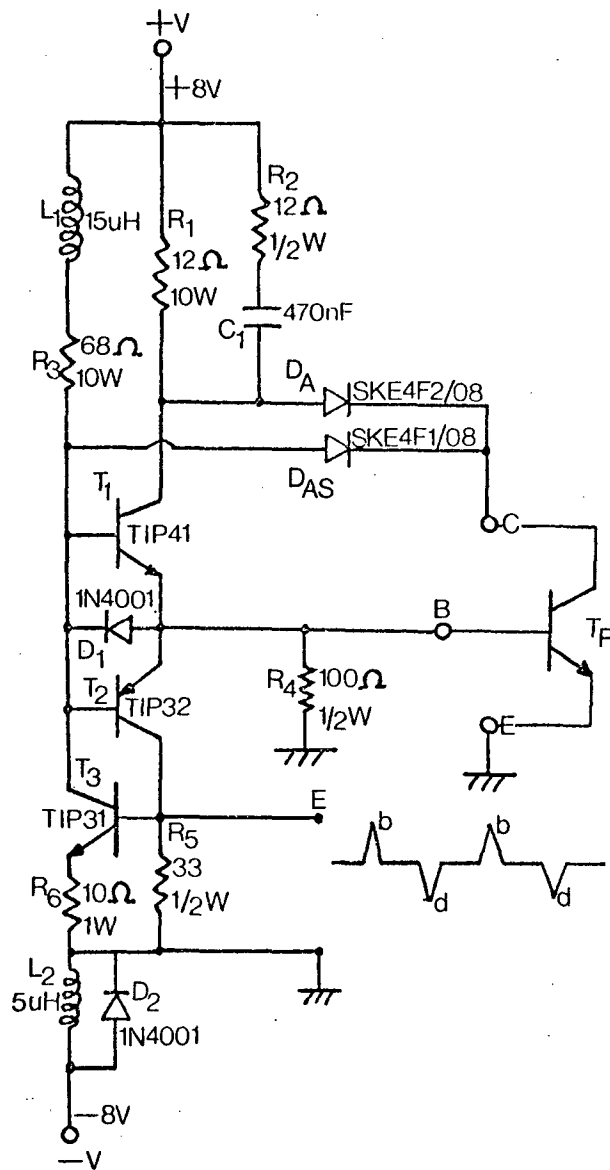 +V
+8V
L1 15uH
R1
12Ω
10W
R2
12Ω
1/2W
470nF
C1
R3
68Ω
10W
DA
SKE4F2/08
SKE4F1/08
DAS
C
T1
TIP41
1N4001
D1
B
TP
T2
TIP32
R4
100Ω
1/2W
E
T3
TIP31
E
R5
33
1/2W
b
b
d
d
R6
10Ω
1W
L2
5uH
D2
1N4001
−8V
−V